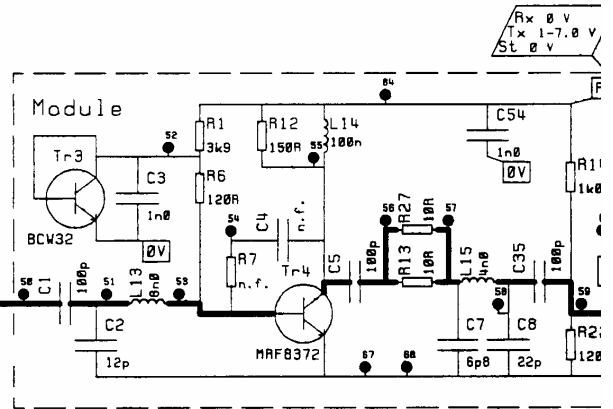 Rx 0 V
Tx 1-7.0 V
St 0 V
Module
64
C54
1n0
0V
52
R1
3k9
R12
150R
L14
100n
55
Tr3
C3
1n0
R6
120R
BCW32
0V
54
C4
n.f.
R7
n.f.
Tr4
MRF8372
56
R27
10R
57
R13
10R
C5
100p
L15
4n0
C35
100p
1k0
50
C1
100p
51
L13
8n0
53
C2
12p
67
68
C7
6p8
58
C8
22p
59